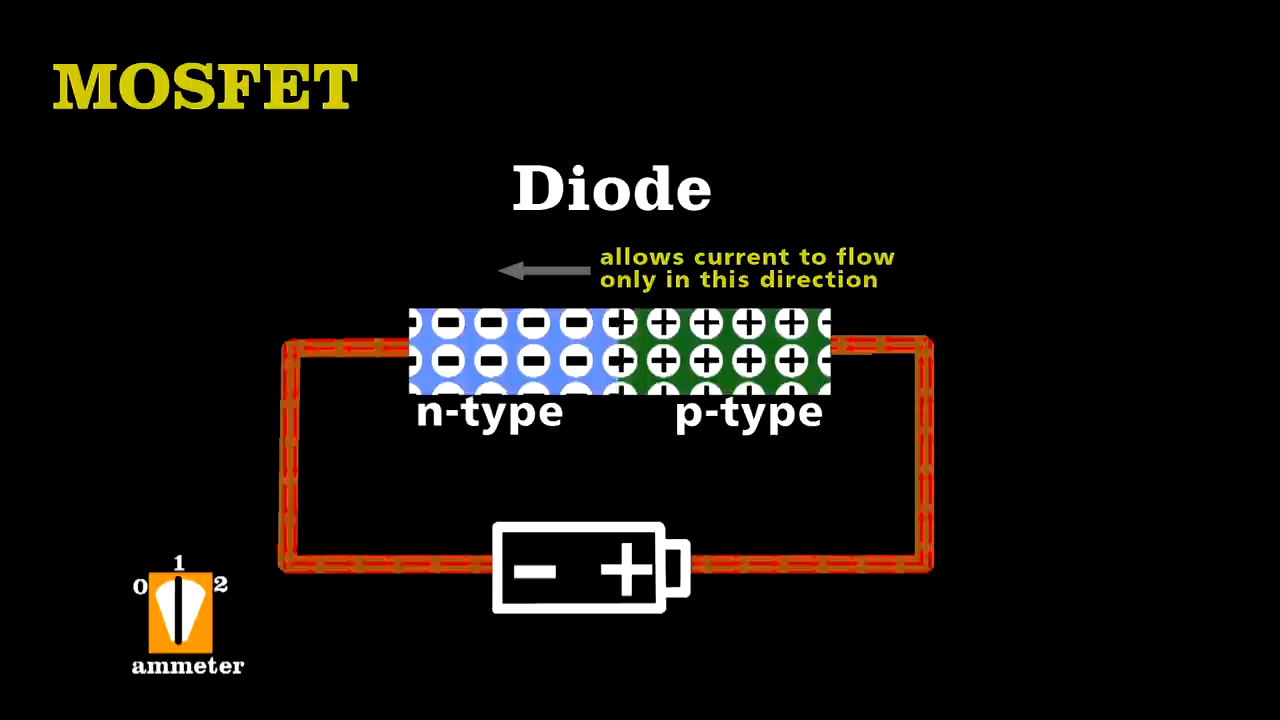 MOSFET
Diode
allows current to flow
only in this direction
n-type p-type
0 1 2
ammeter